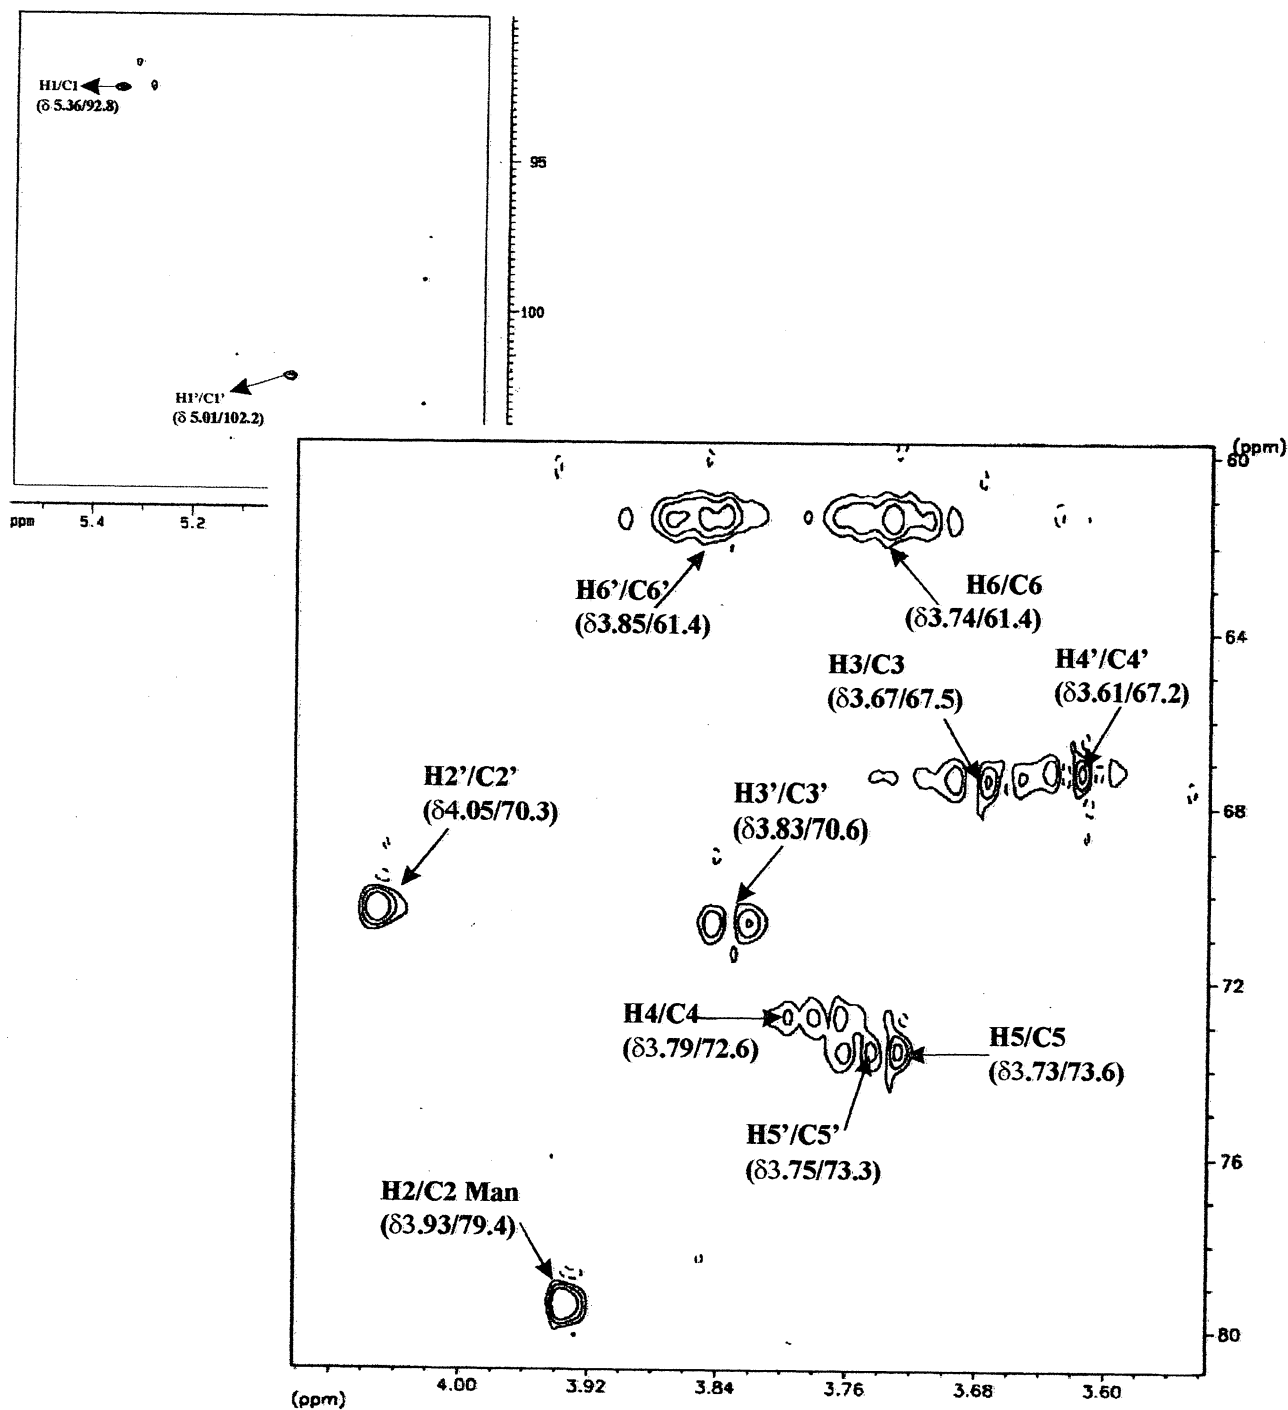 H1/C1
(δ 5.36/92.8)
95
100
H1'/C1'
(δ 5.01/102.2)
ppm 5.4 5.2
(ppm)
60
H6'/C6'
(δ3.85/61.4)
H6/C6
(δ3.74/61.4)
64
H3/C3
(δ3.67/67.5)
H4'/C4'
(δ3.61/67.2)
H2'/C2'
(δ4.05/70.3)
H3'/C3'
(δ3.83/70.6)
68
72
H4/C4
(δ3.79/72.6)
H5/C5
(δ3.73/73.6)
H5'/C5'
(δ3.75/73.3)
76
H2/C2 Man
(δ3.93/79.4)
80
(ppm) 4.00 3.92 3.84 3.76 3.68 3.60